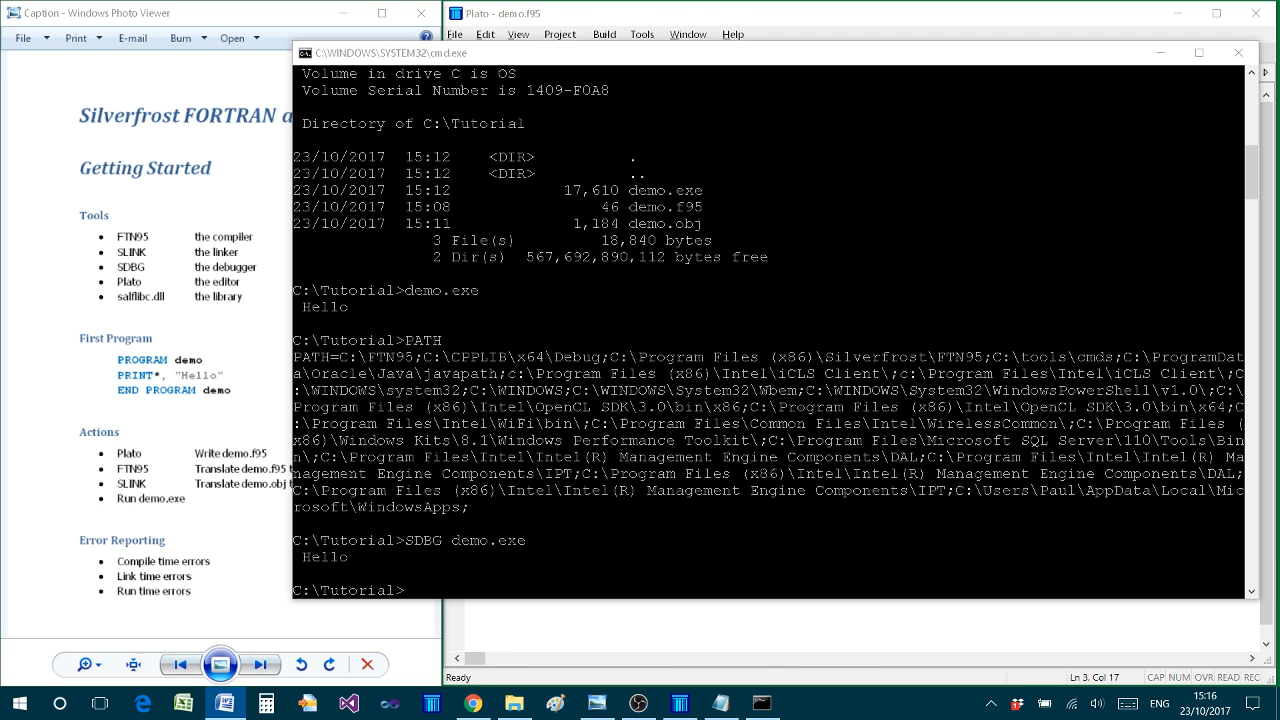 Caption - Windows Photo Viewer
File Print E-mail Burn Open
Silverfrost FORTRAN a
Getting Started
Tools
• FTN95 the compiler
• SLINK the linker
• SDBG the debugger
• Plato the editor
• salflibc.dll the library
First Program
PROGRAM demo
PRINT*, "Hello"
END PROGRAM demo
Actions
• Plato Write demo.f95
• FTN95 Translate demo.f95 t
• SLINK Translate demo.obj t
• Run demo.exe
Error Reporting
• Compile time errors
• Link time errors
• Run time errors
Plato - demo.f95
File Edit View Project Build Tools Window Help
C:\WINDOWS\SYSTEM32\cmd.exe
Volume in drive C is OS
Volume Serial Number is 1409-F0A8
Directory of C:\Tutorial
23/10/2017 15:12 <DIR> .
23/10/2017 15:12 <DIR> ..
23/10/2017 15:12 17,610 demo.exe
23/10/2017 15:08 46 demo.f95
23/10/2017 15:11 1,184 demo.obj
3 File(s) 18,840 bytes
2 Dir(s) 567,692,890,112 bytes free
C:\Tutorial>demo.exe
Hello
C:\Tutorial>PATH
PATH=C:\FTN95;C:\CPPLIB\x64\Debug;C:\Program Files (x86)\Silverfrost\FTN95;C:\tools\cmds;C:\ProgramDat
a\Oracle\Java\javapath;c:\Program Files (x86)\Intel\iCLS Client\;c:\Program Files\Intel\iCLS Client\;C
:\WINDOWS\system32;C:\WINDOWS;C:\WINDOWS\System32\Wbem;C:\WINDOWS\System32\WindowsPowerShell\v1.0\;C:\
Program Files (x86)\Intel\OpenCL SDK\3.0\bin\x86;C:\Program Files (x86)\Intel\OpenCL SDK\3.0\bin\x64;C
:\Program Files\Intel\WiFi\bin\;C:\Program Files\Common Files\Intel\WirelessCommon\;C:\Program Files (
x86)\Windows Kits\8.1\Windows Performance Toolkit\;C:\Program Files\Microsoft SQL Server\110\Tools\Bin
n\;C:\Program Files (x86)\Intel\Intel(R) Management Engine Components\DAL;C:\Program Files\Intel\Intel(R) Ma
nagement Engine Components\IPT;C:\Program Files (x86)\Intel\Intel(R) Management Engine Components\DAL;
C:\Program Files (x86)\Intel\Intel(R) Management Engine Components\IPT;C:\Users\Paul\AppData\Local\Mic
rosoft\WindowsApps;
C:\Tutorial>SDBG demo.exe
Hello
C:\Tutorial>
Ready Ln 3, Col 17 CAP NUM OVR READ REC
15:16
23/10/2017